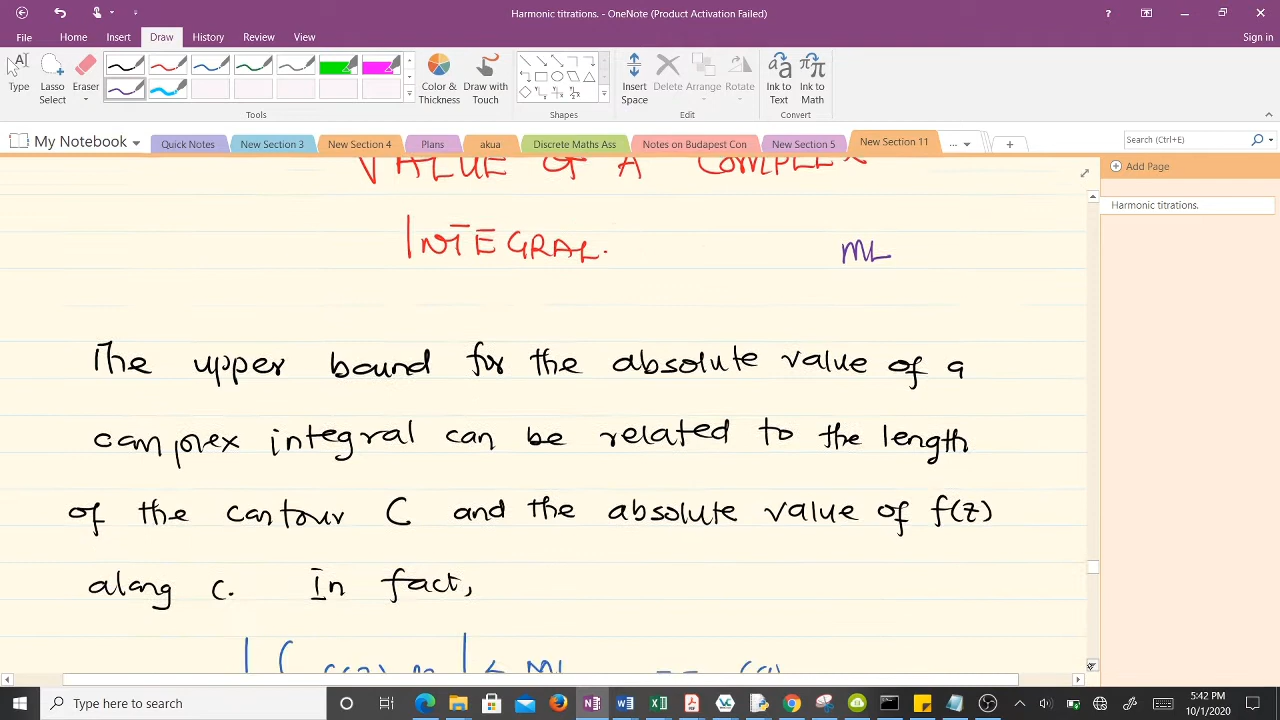 Harmonic titrations. - OneNote (Product Activation Failed)
File Home Insert Draw History Review View
Sign in
Type Lasso Select Eraser Color & Thickness Draw with Touch Insert Space Delete Arrange Rotate Ink to Text Ink to Math
Tools Shapes Edit Convert
My Notebook Quick Notes New Section 3 New Section 4 Plans akua Discrete Maths Ass Notes on Budapest Con New Section 5 New Section 11 ... Search (Ctrl+E)
Add Page
Harmonic titrations.
VALUE OF A COMPLEX
INTEGRAL.
ML
The upper bound for the absolute value of a
complex integral can be related to the length
of the contour C and the absolute value of f(z)
along c. In fact,
Type here to search
5:42 PM
10/1/2020